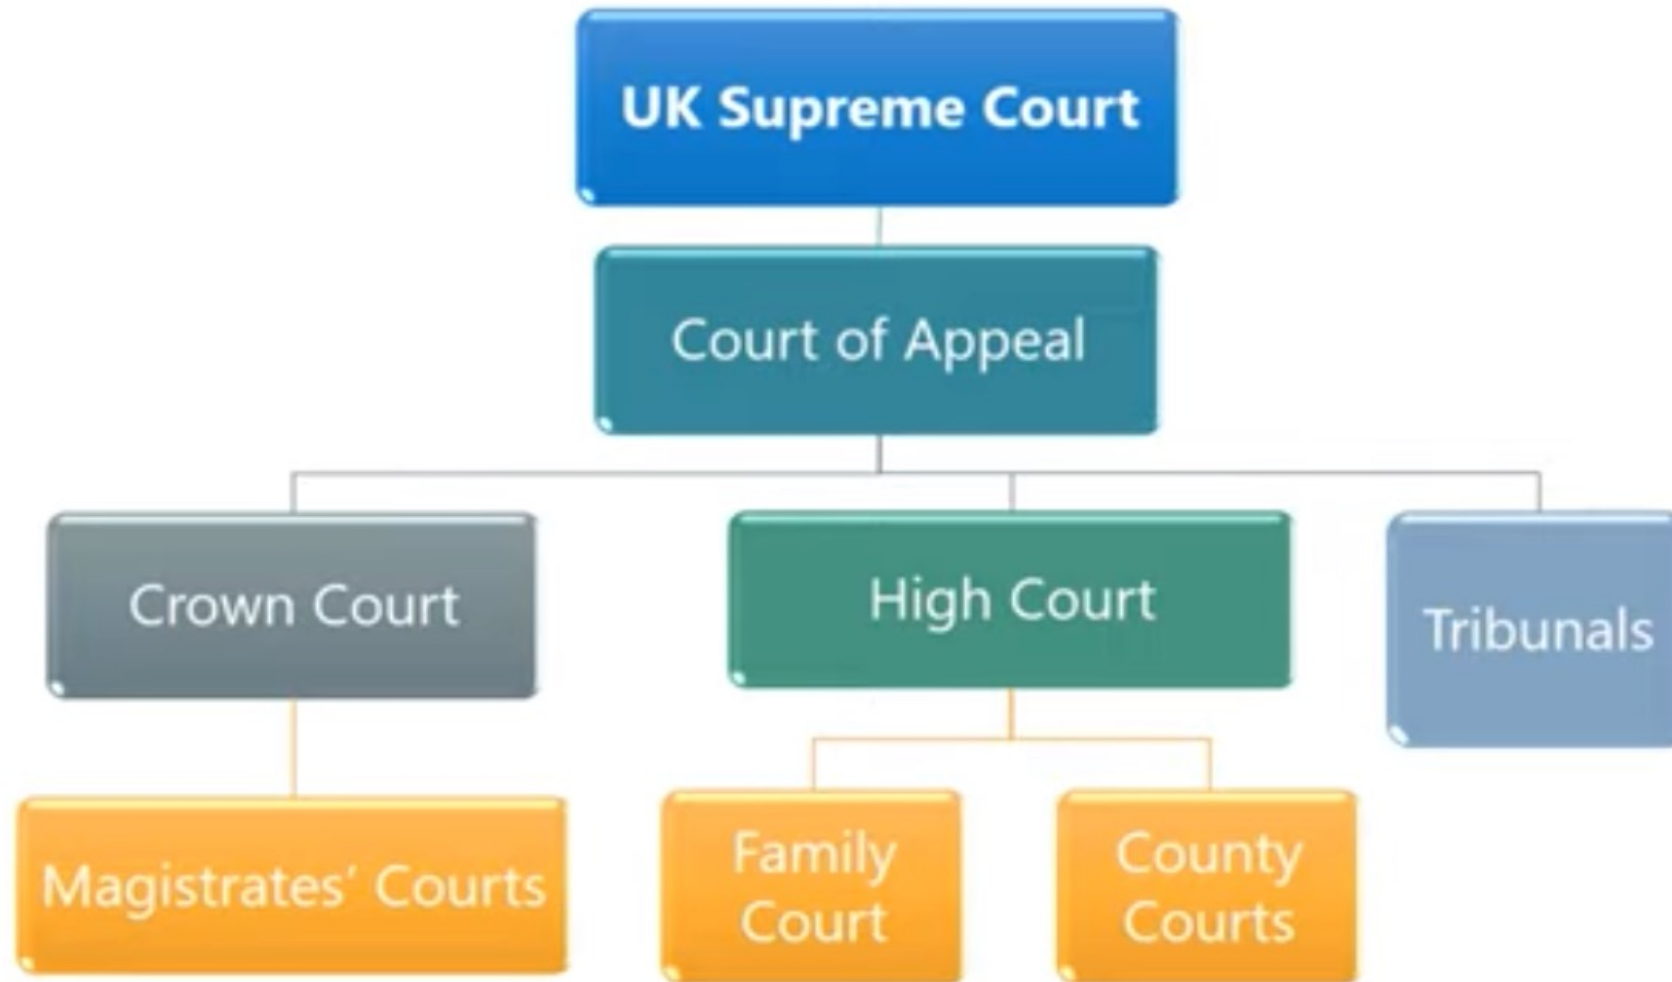 UK Supreme Court
Court of Appeal
Crown Court
High Court
Tribunals
Magistrates’ Courts
Family
Court
County
Courts